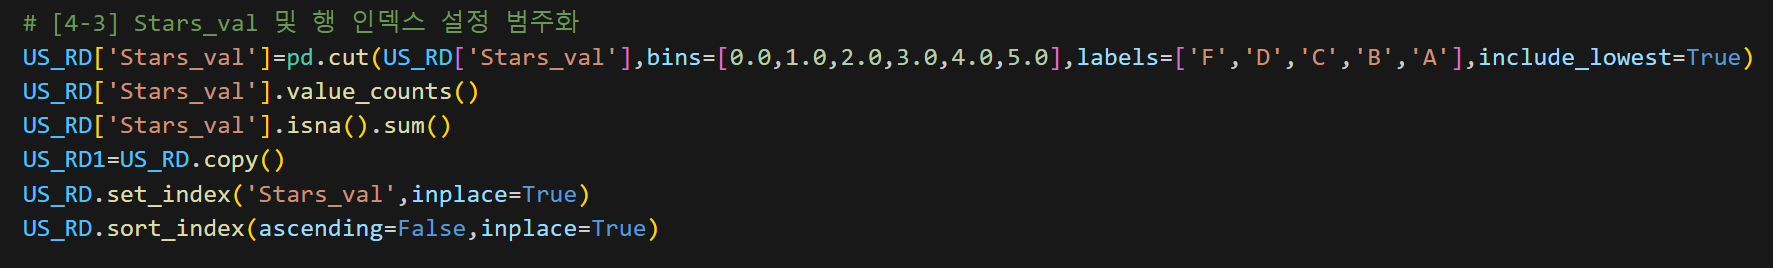 # [4-3] Stars_val 및 행 인덱스 설정 범주화
US_RD['Stars_val']=pd.cut(US_RD['Stars_val'],bins=[0.0,1.0,2.0,3.0,4.0,5.0],labels=['F','D','C','B','A'],include_lowest=True)
US_RD['Stars_val'].value_counts()
US_RD['Stars_val'].isna().sum()
US_RD1=US_RD.copy()
US_RD.set_index('Stars_val',inplace=True)
US_RD.sort_index(ascending=False,inplace=True)